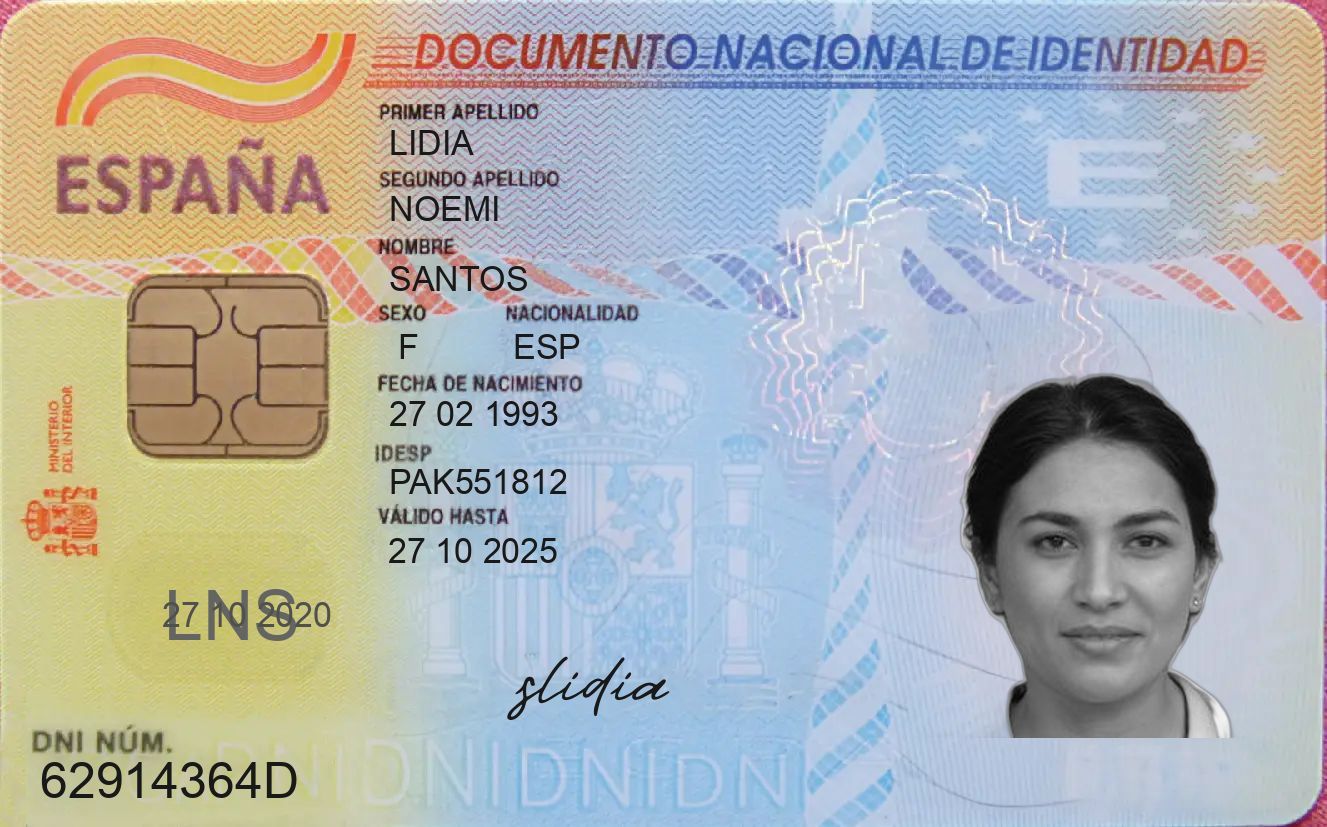 DOCUMENTO NACIONAL DE IDENTIDAD
ESPAÑA
PRIMER APELLIDO
LIDIA
SEGUNDO APELLIDO
NOEMI
NOMBRE
SANTOS
SEXO NACIONALIDAD
F ESP
FECHA DE NACIMIENTO
27 02 1993
IDESP
PAK551812
VÁLIDO HASTA
27 10 2025
MINISTERIO
DEL INTERIOR
E
LNS
27 10 2020
slidia
DNI NÚM.
62914364D
DNIDNIDNIDNI